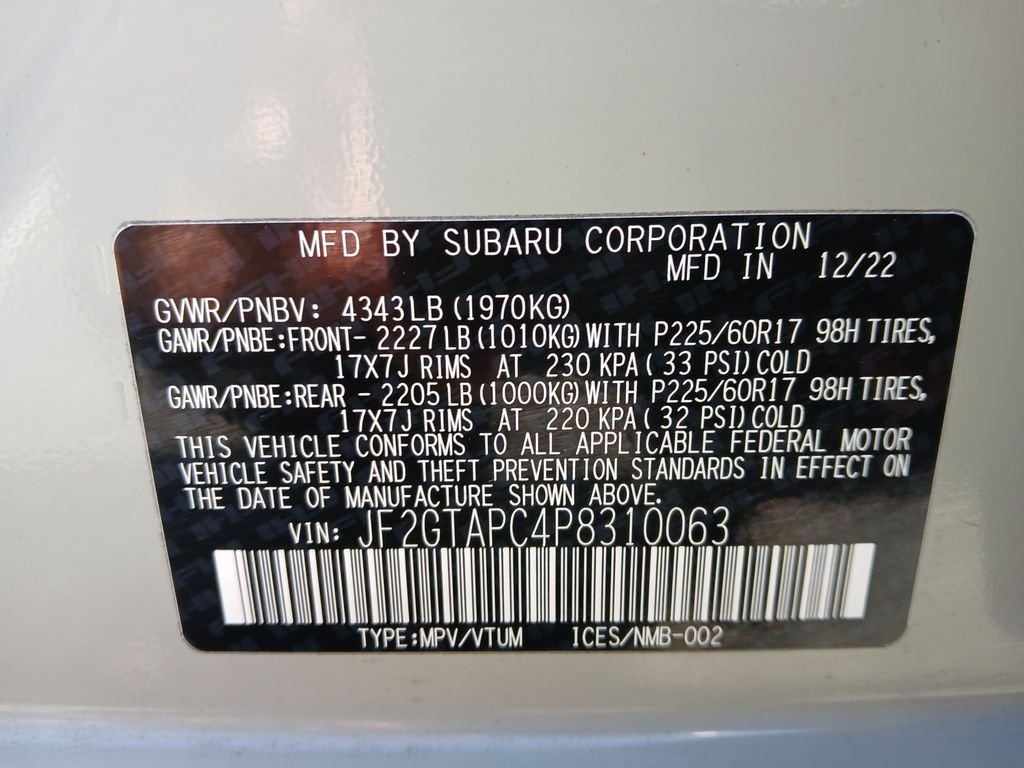 MFD BY SUBARU CORPORATION
MFD IN 12/22
GVWR/PNBV: 4343LB (1970KG)
GAWR/PNBE:FRONT- 2227LB(1010KG)WITH P225/60R17 98H TIRES,
17X7J RIMS AT 230 KPA(33 PSI)COLD
GAWR/PNBE:REAR - 2205LB(1000KG)WITH P225/60R17 98H TIRES,
17X7J RIMS AT 220 KPA(32 PSI)COLD
THIS VEHICLE CONFORMS TO ALL APPLICABLE FEDERAL MOTOR
VEHICLE SAFETY AND THEFT PREVENTION STANDARDS IN EFFECT ON
THE DATE OF MANUFACTURE SHOWN ABOVE.
VIN: JF2GTAPC4P8310063
TYPE:MPV/VTUM ICES/NMB-002